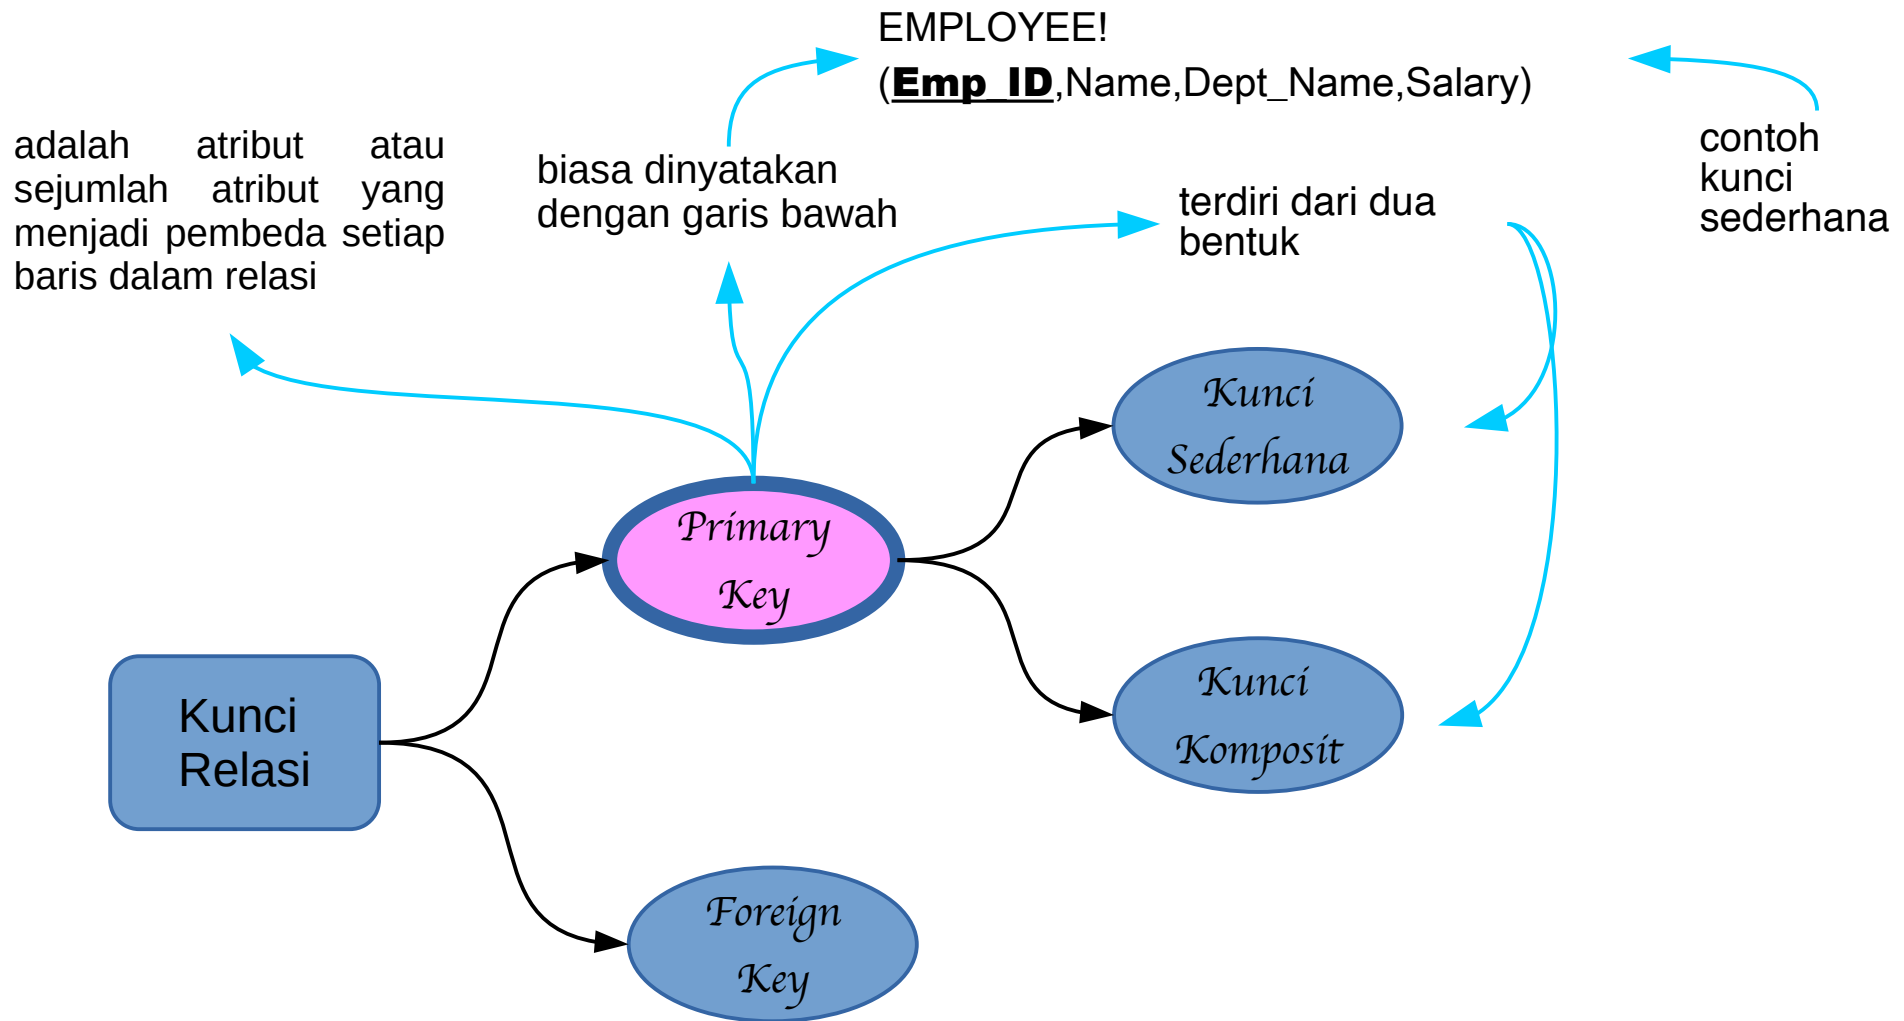 EMPLOYEE!
(Emp_ID,Name,Dept_Name,Salary)
adalah atribut atau
sejumlah atribut yang
menjadi pembeda setiap
baris dalam relasi
biasa dinyatakan
dengan garis bawah
terdiri dari dua
bentuk
contoh
kunci
sederhana
Kunci
Sederhana
Primary
Key
Kunci
Komposit
Kunci
Relasi
Foreign
Key